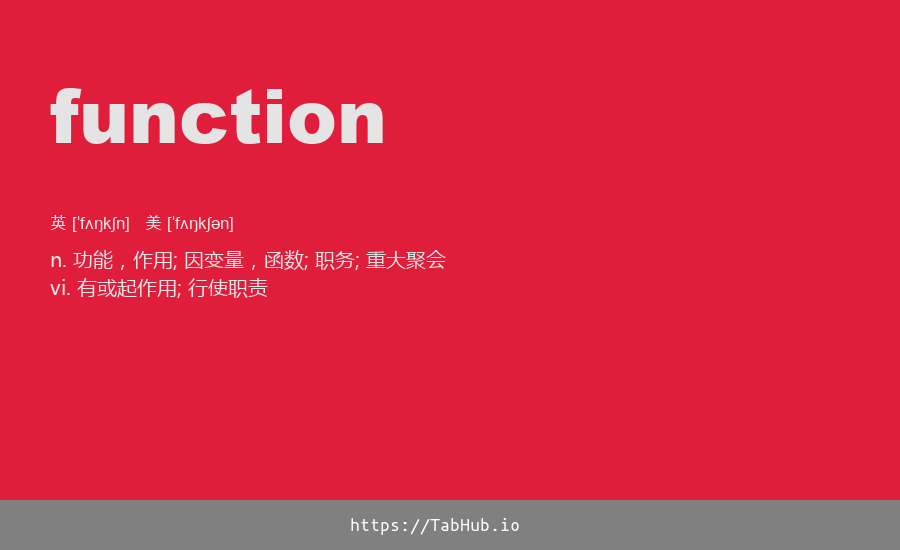 function
英 [ˈfʌŋkʃn] 美 [ˈfʌŋkʃən]
n. 功能，作用; 因变量，函数; 职务; 重大聚会
vi. 有或起作用; 行使职责
https://TabHub.io